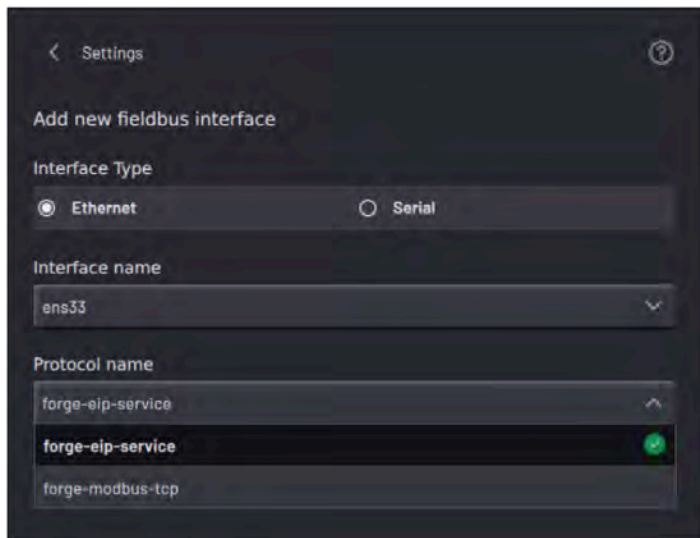 Settings
Add new fieldbus interface
Interface Type
Ethernet Serial
Interface name
ens33
Protocol name
forge-eip-service
forge-eip-service
forge-modbus-tcp